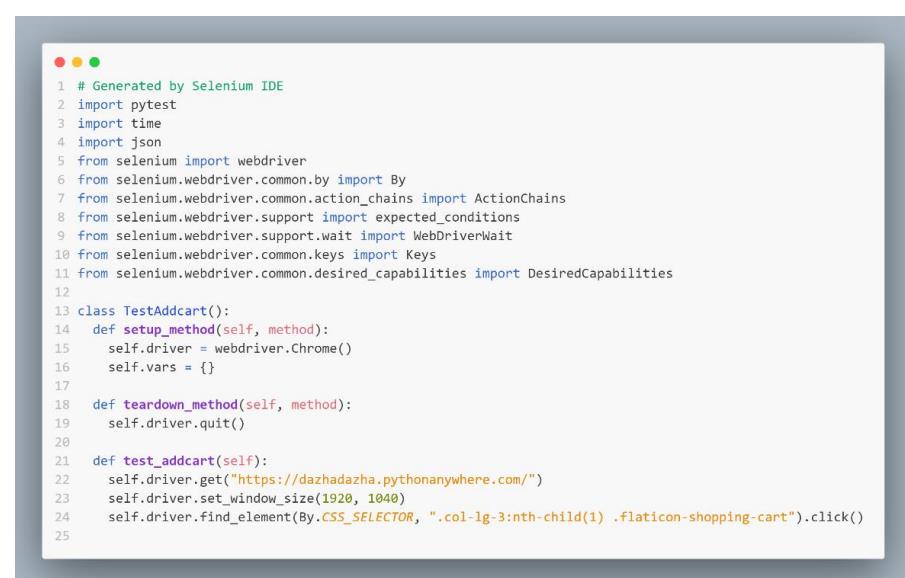 1 # Generated by Selenium IDE
2 import pytest
3 import time
4 import json
5 from selenium import webdriver
6 from selenium.webdriver.common.by import By
7 from selenium.webdriver.common.action_chains import ActionChains
8 from selenium.webdriver.support import expected_conditions
9 from selenium.webdriver.support.wait import WebDriverWait
10 from selenium.webdriver.common.keys import Keys
11 from selenium.webdriver.common.desired_capabilities import DesiredCapabilities
12
13 class TestAddcart():
14   def setup_method(self, method):
15     self.driver = webdriver.Chrome()
16     self.vars = {}
17
18   def teardown_method(self, method):
19     self.driver.quit()
20
21   def test_addcart(self):
22     self.driver.get("https://dazhadazha.pythonanywhere.com/")
23     self.driver.set_window_size(1920, 1040)
24     self.driver.find_element(By.CSS_SELECTOR, ".col-lg-3:nth-child(1) .flaticon-shopping-cart").click()
25